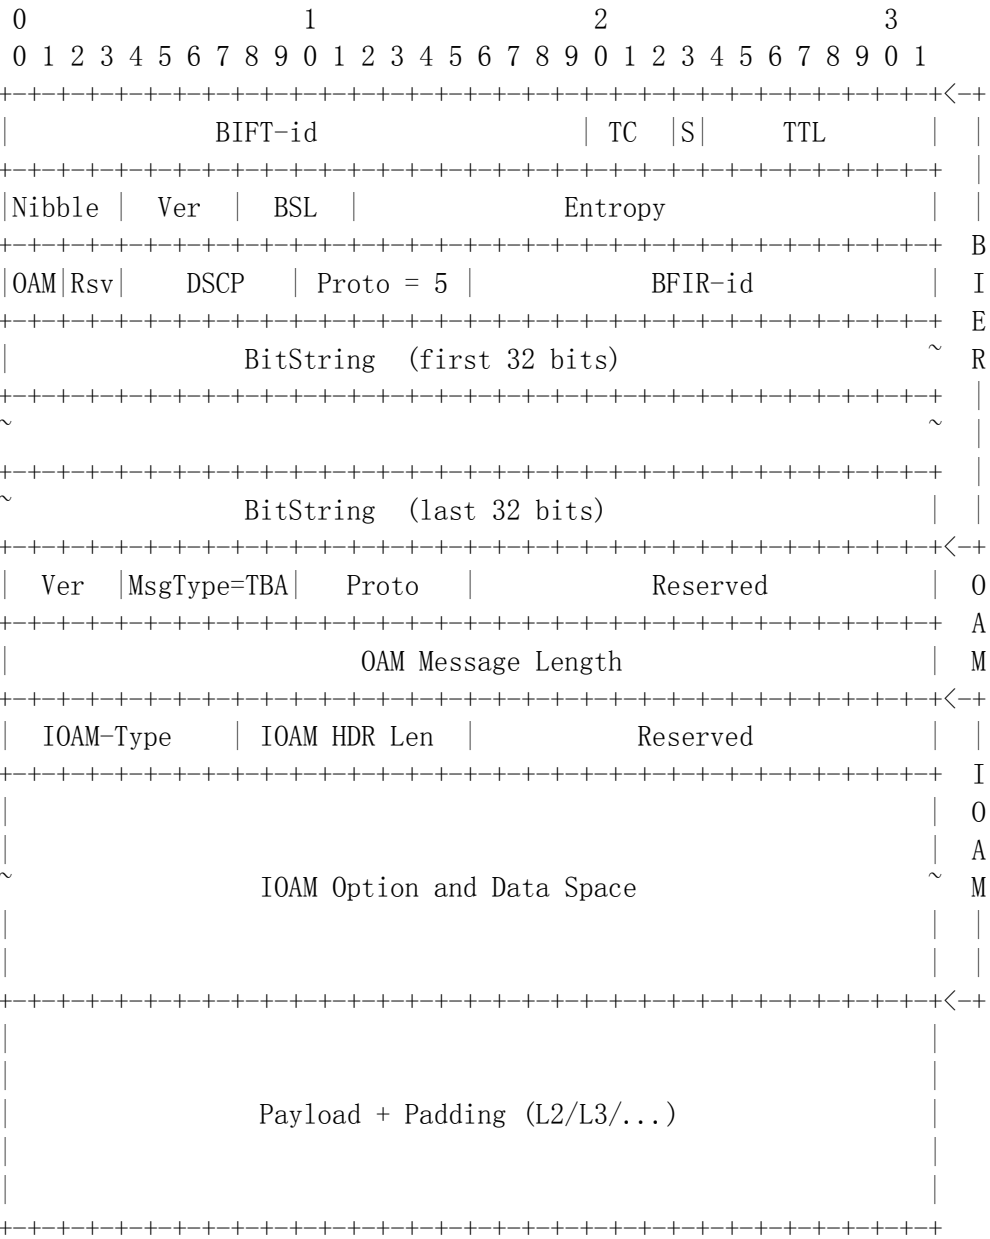 0                   1                   2                   3
 0 1 2 3 4 5 6 7 8 9 0 1 2 3 4 5 6 7 8 9 0 1 2 3 4 5 6 7 8 9 0 1
+-+-+-+-+-+-+-+-+-+-+-+-+-+-+-+-+-+-+-+-+-+-+-+-+-+-+-+-+-+-+-+-+<-+
|              BIFT-id                  | TC  |S|     TTL       |  |
+-+-+-+-+-+-+-+-+-+-+-+-+-+-+-+-+-+-+-+-+-+-+-+-+-+-+-+-+-+-+-+-+  |
|Nibble |  Ver  |  BSL  |              Entropy                  |  |
+-+-+-+-+-+-+-+-+-+-+-+-+-+-+-+-+-+-+-+-+-+-+-+-+-+-+-+-+-+-+-+-+  B
|OAM|Rsv|    DSCP   | Proto = 5 |            BFIR-id            |  I
+-+-+-+-+-+-+-+-+-+-+-+-+-+-+-+-+-+-+-+-+-+-+-+-+-+-+-+-+-+-+-+-+  E
|                BitString  (first 32 bits)                     ~  R
+-+-+-+-+-+-+-+-+-+-+-+-+-+-+-+-+-+-+-+-+-+-+-+-+-+-+-+-+-+-+-+-+  |
~                                                               ~  |
+-+-+-+-+-+-+-+-+-+-+-+-+-+-+-+-+-+-+-+-+-+-+-+-+-+-+-+-+-+-+-+-+  |
~                BitString  (last 32 bits)                      |  |
+-+-+-+-+-+-+-+-+-+-+-+-+-+-+-+-+-+-+-+-+-+-+-+-+-+-+-+-+-+-+-+-+<-+
|  Ver  |MsgType=TBA|   Proto   |            Reserved           |  O
+-+-+-+-+-+-+-+-+-+-+-+-+-+-+-+-+-+-+-+-+-+-+-+-+-+-+-+-+-+-+-+-+  A
|                        OAM Message Length                     |  M
+-+-+-+-+-+-+-+-+-+-+-+-+-+-+-+-+-+-+-+-+-+-+-+-+-+-+-+-+-+-+-+-+<-+
|  IOAM-Type    | IOAM HDR Len  |           Reserved            |  |
+-+-+-+-+-+-+-+-+-+-+-+-+-+-+-+-+-+-+-+-+-+-+-+-+-+-+-+-+-+-+-+-+  I
|                                                               |  O
|                                                               |  A
~                 IOAM Option and Data Space                    ~  M
|                                                               |  |
|                                                               |  |
+-+-+-+-+-+-+-+-+-+-+-+-+-+-+-+-+-+-+-+-+-+-+-+-+-+-+-+-+-+-+-+-+<-+
|                                                               |
|                                                               |
|                 Payload + Padding (L2/L3/...)                 |
|                                                               |
|                                                               |
+-+-+-+-+-+-+-+-+-+-+-+-+-+-+-+-+-+-+-+-+-+-+-+-+-+-+-+-+-+-+-+-+